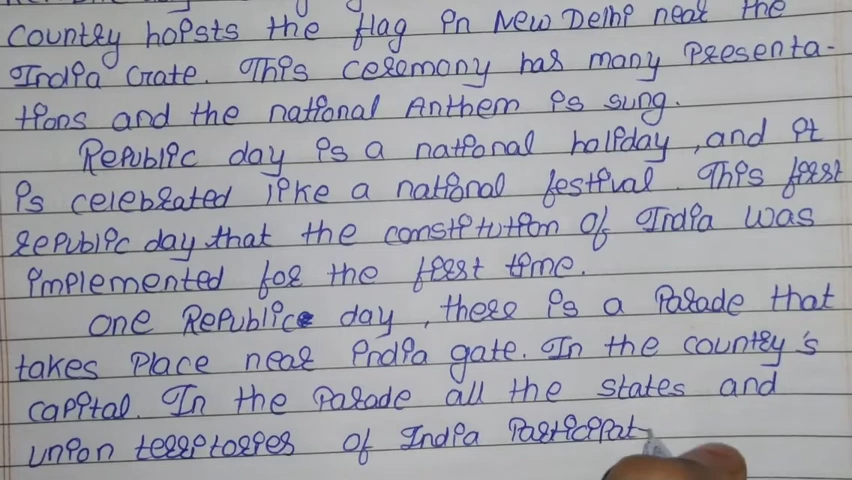 country hoists the flag in New Delhi near the
India Gate. This ceremony has many Presenta-
tions and the national Anthem is sung.
Republic day is a national holiday, and it
is celebrated like a national festival. This first
republic day that the constitution of India was
implemented for the first time.
One Republic day, there is a Parade that
takes Place near india gate. In the country's
capital. In the Parade all the states and
union territories of India Participat